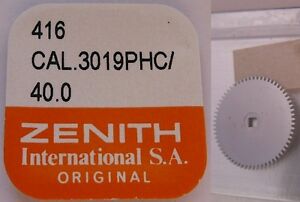 416
CAL.3019PHC/
40.0
ZENITH
International S.A.
ORIGINAL